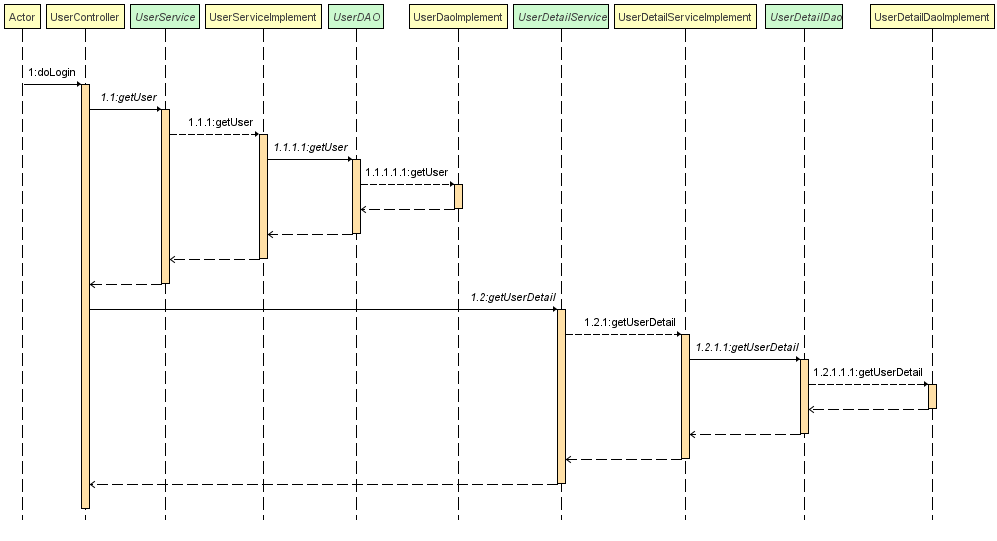 Actor
UserController
UserService
UserServiceImplement
UserDAO
UserDaoImplement
UserDetailService
UserDetailServiceImplement
UserDetailDao
UserDetailDaoImplement
1:doLogin
1.1:getUser
1.1.1:getUser
1.1.1.1:getUser
1.1.1.1.1:getUser
1.2:getUserDetail
1.2.1:getUserDetail
1.2.1.1:getUserDetail
1.2.1.1.1:getUserDetail